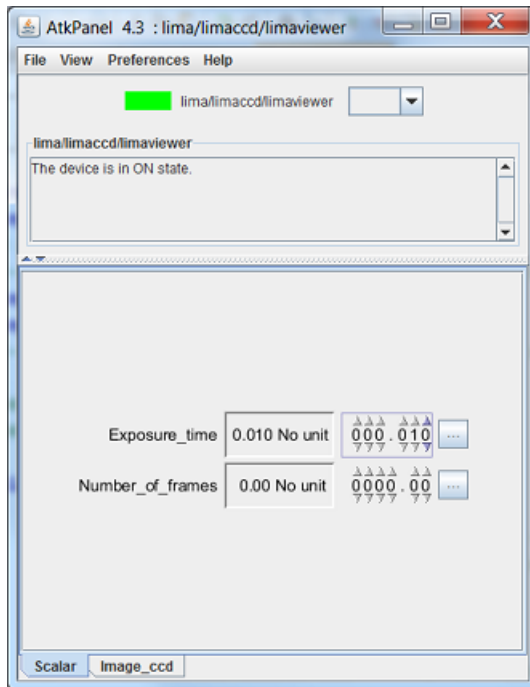 AtkPanel 4.3 : lima/limaccd/limaviewer
File View Preferences Help
lima/limaccd/limaviewer
lima/limaccd/limaviewer
The device is in ON state.
Exposure_time 0.010 No unit 000.010 ...
Number_of_frames 0.00 No unit 0000.00 ...
Scalar Image_ccd